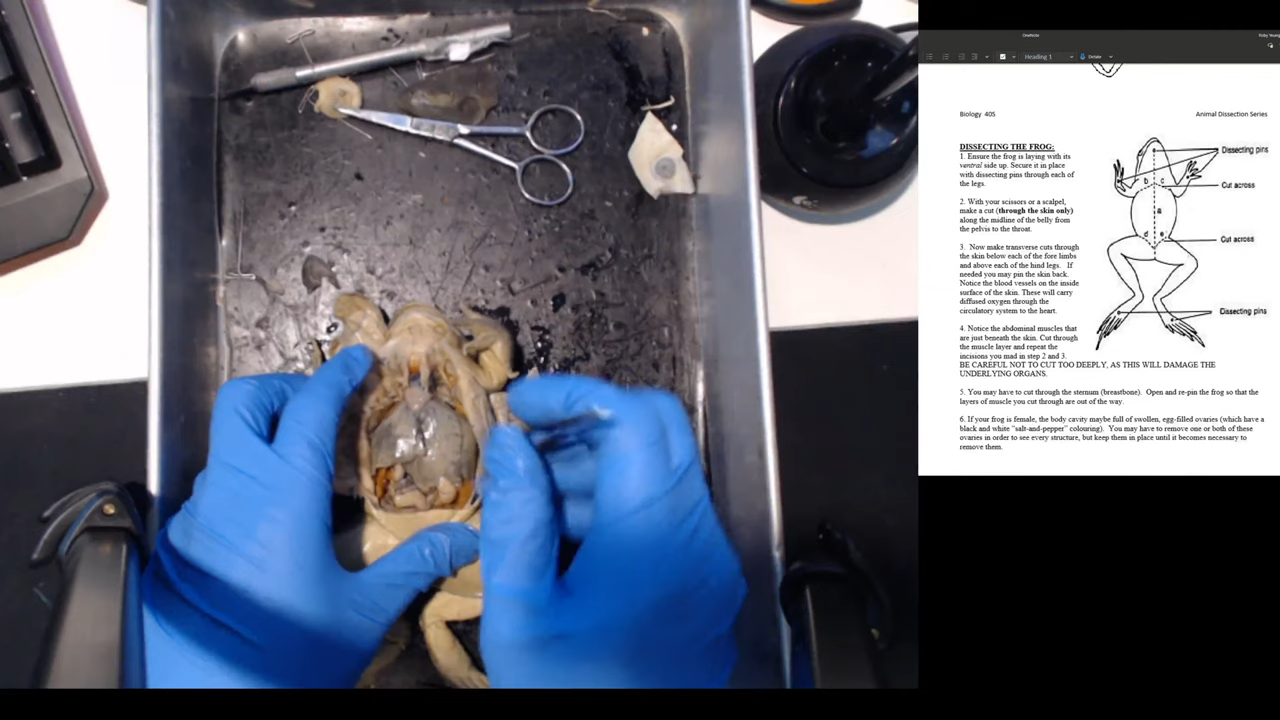 OneNote
Roby Young
Heading 1
Dictate
Biology 40S
Animal Dissection Series
DISSECTING THE FROG:
1. Ensure the frog is laying with its
ventral side up. Secure it in place
with dissecting pins through each of
the legs.
2. With your scissors or a scalpel,
make a cut (through the skin only)
along the midline of the belly from
the pelvis to the throat.
3. Now make transverse cuts through
the skin below each of the fore limbs
and above each of the hind legs. If
needed you may pin the skin back.
Notice the blood vessels on the inside
surface of the skin. These will carry
diffused oxygen through the
circulatory system to the heart.
4. Notice the abdominal muscles that
are just beneath the skin. Cut through
the muscle layer and repeat the
incisions you mad in step 2 and 3.
BE CAREFUL NOT TO CUT TOO DEEPLY, AS THIS WILL DAMAGE THE
UNDERLYING ORGANS.
5. You may have to cut through the sternum (breastbone). Open and re-pin the frog so that the
layers of muscle you cut through are out of the way.
6. If your frog is female, the body cavity maybe full of swollen, egg-filled ovaries (which have a
black and white "salt-and-pepper" colouring). You may have to remove one or both of these
ovaries in order to see every structure, but keep them in place until it becomes necessary to
remove them.
Dissecting pins
b c
Cut across
a
d e
Cut across
Dissecting pins